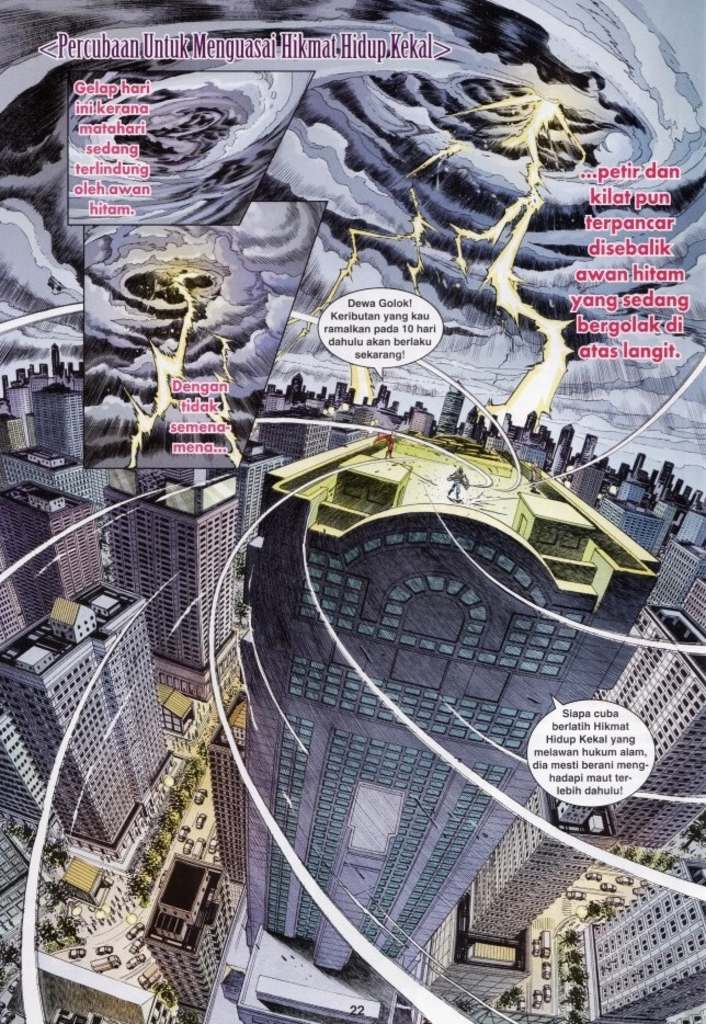 <Percubaan Untuk Menguasai Hikmat Hidup Kekal>
Gelap hari
ini kerana
matahari
sedang
terlindung
oleh awan
hitam.
Dengan
tidak
semena-
mena...
...petir dan
kilat pun
terpancar
disebalik
awan hitam
yang sedang
bergolak di
atas langit.
Dewa Golok!
Keributan yang kau
ramalkan pada 10 hari
dahulu akan berlaku
sekarang!
Siapa cuba
berlatih Hikmat
Hidup Kekal yang
melawan hukum alam,
dia mesti berani meng-
hadapi maut ter-
lebih dahulu!
22